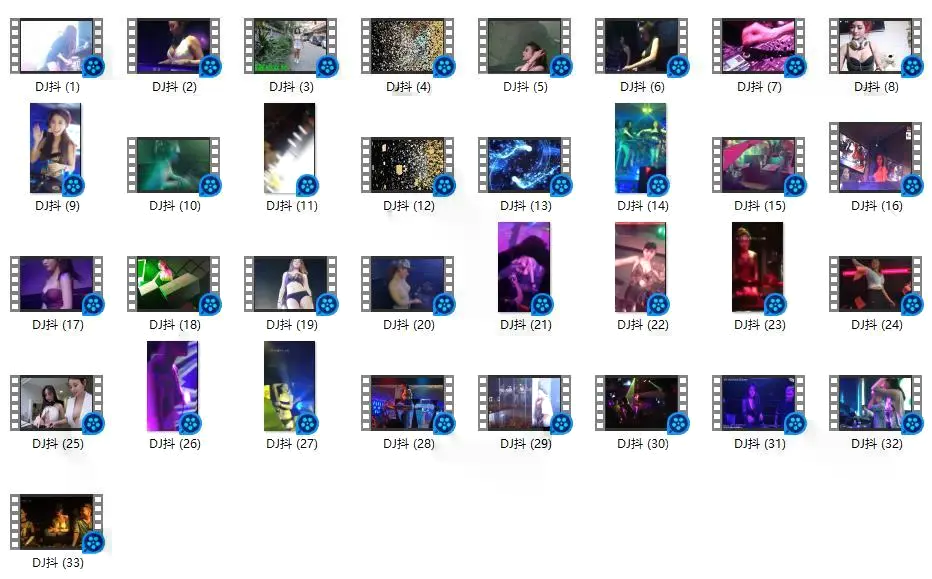 DJ抖 (1)
DJ抖 (2)
DJ抖 (3)
DJ抖 (4)
DJ抖 (5)
DJ抖 (6)
DJ抖 (7)
DJ抖 (8)
DJ抖 (9)
DJ抖 (10)
DJ抖 (11)
DJ抖 (12)
DJ抖 (13)
DJ抖 (14)
DJ抖 (15)
DJ抖 (16)
DJ抖 (17)
DJ抖 (18)
DJ抖 (19)
DJ抖 (20)
DJ抖 (21)
DJ抖 (22)
DJ抖 (23)
DJ抖 (24)
DJ抖 (25)
DJ抖 (26)
DJ抖 (27)
DJ抖 (28)
DJ抖 (29)
DJ抖 (30)
DJ抖 (31)
DJ抖 (32)
DJ抖 (33)